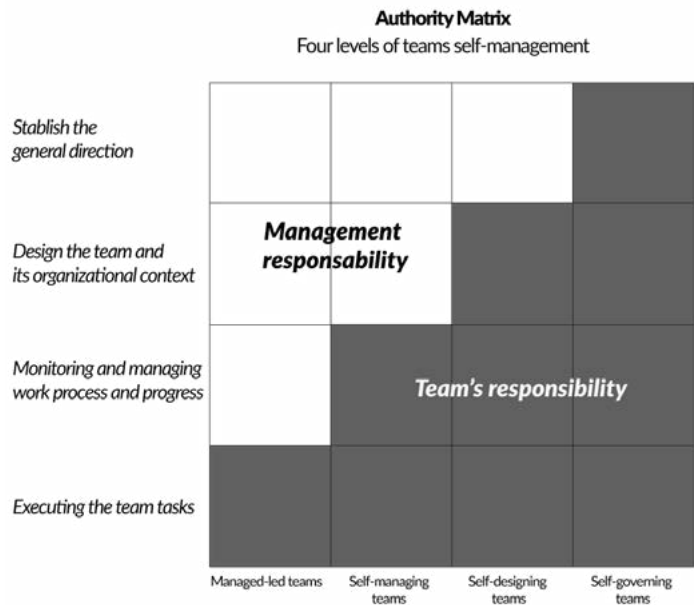 Authority Matrix
Four levels of teams self-management
Stablish the
general direction
Management
responsability
Design the team and
its organizational context
Monitoring and managing
work process and progress
Team's responsibility
Executing the team tasks
Managed-led teams
Self-managing
teams
Self-designing
teams
Self-governing
teams